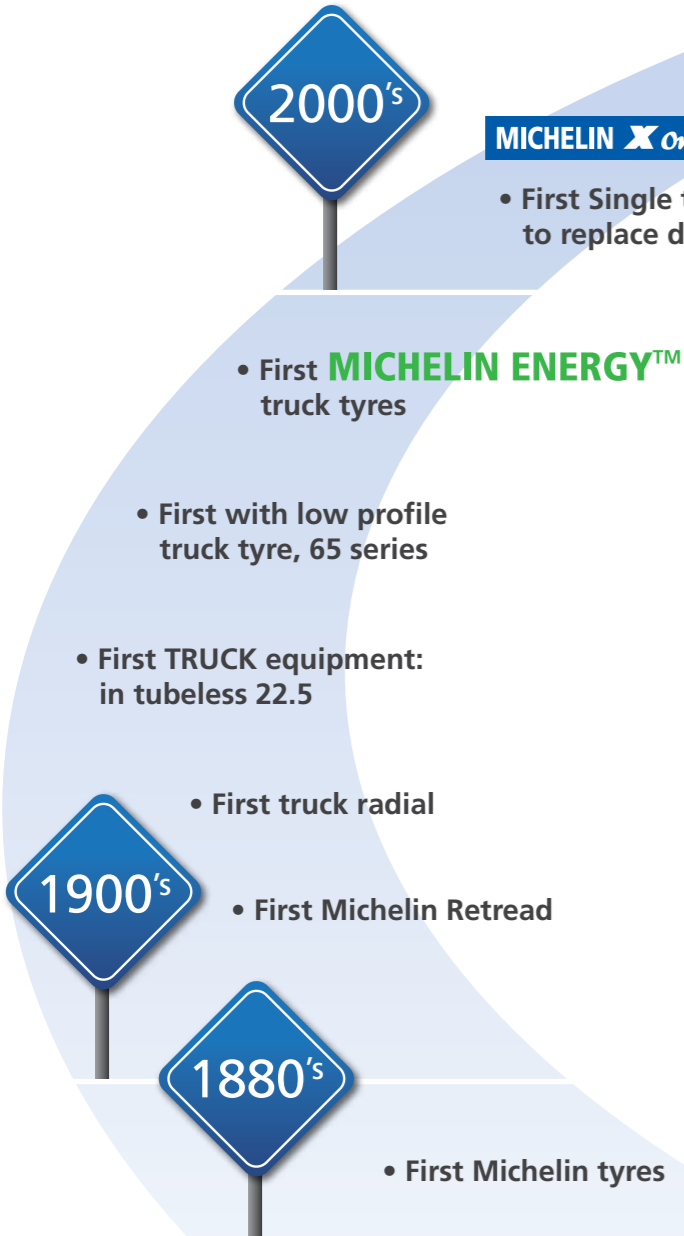 2000's
MICHELIN X
• First Single
to replace
• First MICHELIN ENERGY™
truck tyres
• First with low profile
truck tyre, 65 series
• First TRUCK equipment:
in tubeless 22.5
• First truck radial
1900's
• First Michelin Retread
1880's
• First Michelin tyres